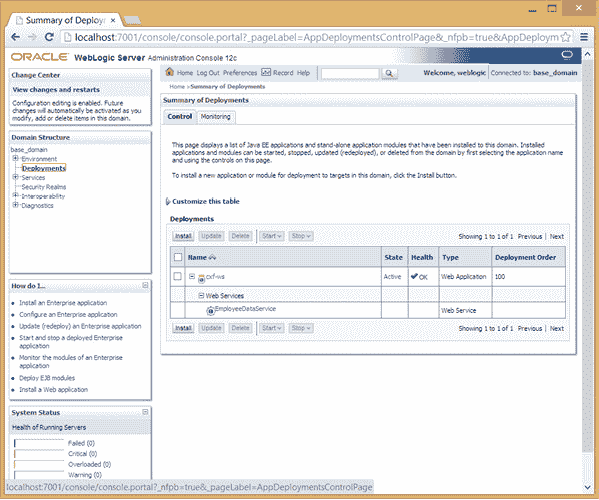 Summary of Deploym
localhost:7001/console/console.portal?_pageLabel=AppDeploymentsControlPage&_nfpb=true&AppDeploym
ORACLE WebLogic Server Administration Console 12c
Change Center
View changes and restarts
Configuration editing is enabled. Future
changes will automatically be activated as you
modify, add or delete items in this domain.
Domain Structure
base_domain
Environment
Deployments
Services
Security Realms
Interoperability
Diagnostics
How do I...
Install an Enterprise application
Configure an Enterprise application
Update (redeploy) an Enterprise application
Start and stop a deployed Enterprise
application
Monitor the modules of an Enterprise
application
Deploy EJB modules
Install a Web application
System Status
Health of Running Servers
Failed (0)
Critical (0)
Overloaded (0)
Warning (0)
Home Log Out Preferences Record Help
Welcome, weblogic Connected to: base_domain
Home >Summary of Deployments
Summary of Deployments
Control Monitoring
This page displays a list of Java EE applications and stand-alone application modules that have been installed to this domain. Installed
applications and modules can be started, stopped, updated (redeployed), or deleted from the domain by first selecting the application name
and using the controls on this page.
To install a new application or module for deployment to targets in this domain, click the Install button.
Customize this table
Deployments
Install Update Delete Start Stop Showing 1 to 1 of 1 Previous | Next
Name State Health Type Deployment Order
cxf-ws Active OK Web Application 100
Web Services
EmployeeDataService Web Service
Install Update Delete Start Stop Showing 1 to 1 of 1 Previous | Next
localhost:7001/console/console.portal?_nfpb=true&_pageLabel=AppDeploymentsControlPage